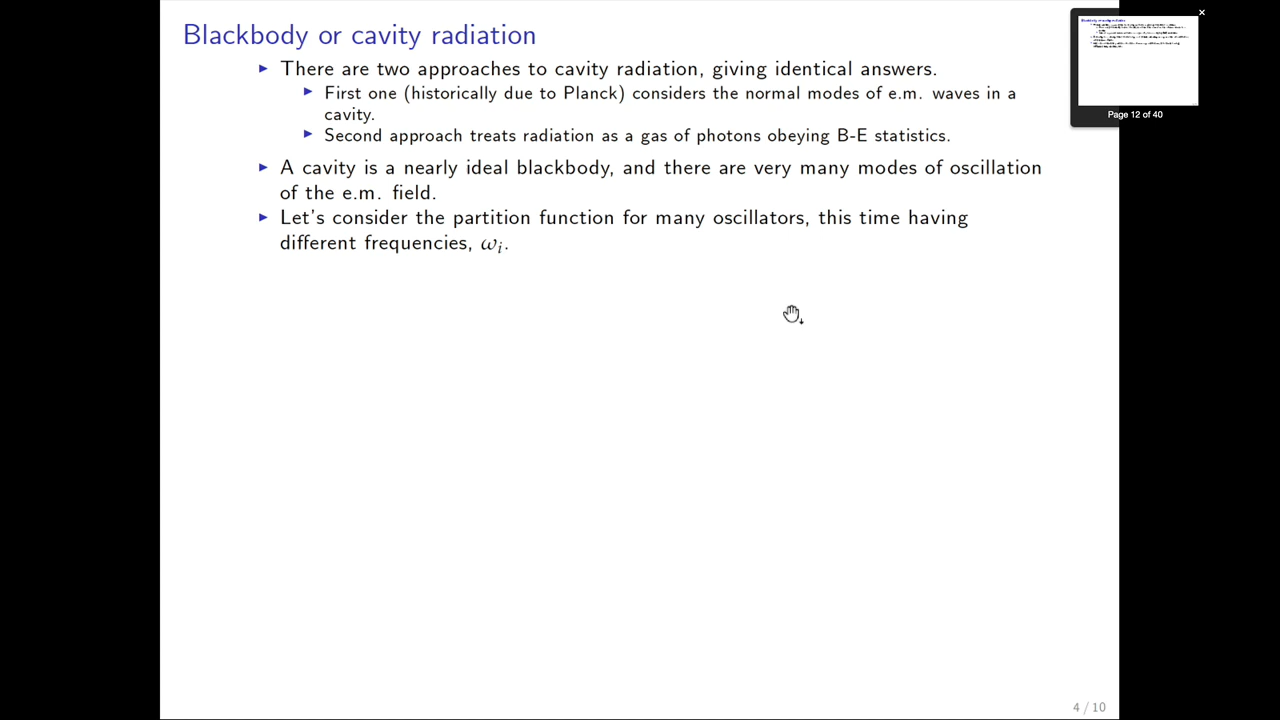 Blackbody or cavity radiation
▶ There are two approaches to cavity radiation, giving identical answers.
▶ First one (historically due to Planck) considers the normal modes of e.m. waves in a
cavity.
▶ Second approach treats radiation as a gas of photons obeying B-E statistics.
▶ A cavity is a nearly ideal blackbody, and there are very many modes of oscillation
of the e.m. field.
▶ Let's consider the partition function for many oscillators, this time having
different frequencies, ωᵢ.
Page 12 of 40
4 / 10